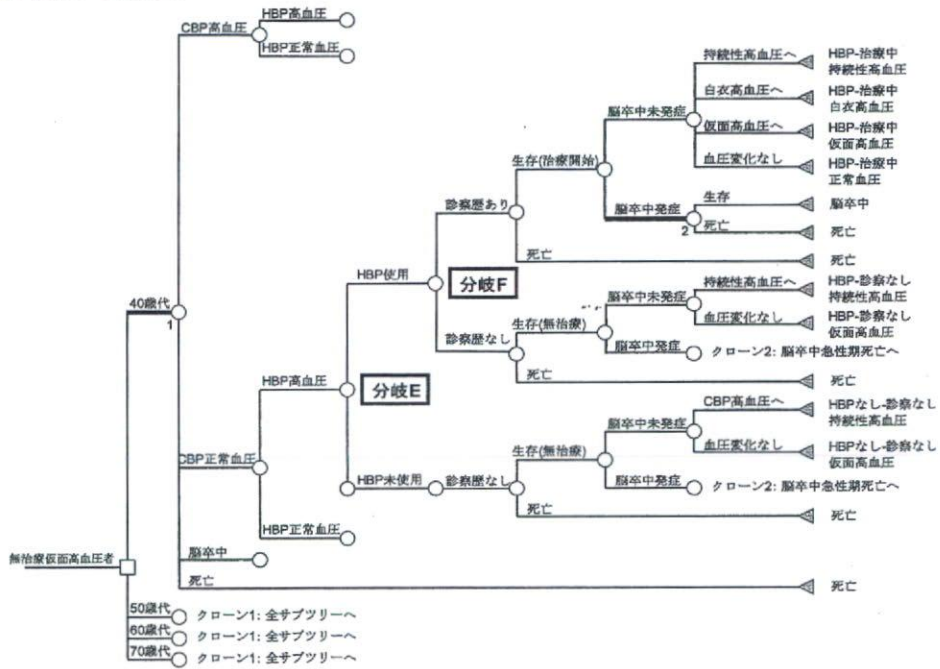 HBP高血圧
CBP高血圧
HBP正常血圧
持続性高血圧へ
HBP-治療中
持続性高血圧
白衣高血圧へ
HBP-治療中
白衣高血圧
脳卒中未発症
仮面高血圧へ
HBP-治療中
仮面高血圧
生存(治療開始)
血圧変化なし
HBP-治療中
正常血圧
診察歴あり
生存
脳卒中
脳卒中発症
2
死亡
死亡
死亡
死亡
HBP使用
分岐F
持続性高血圧へ
HBP-診察なし
持続性高血圧
40歳代
1
脳卒中未発症
生存(無治療)
血圧変化なし
HBP-診察なし
仮面高血圧
診察歴なし
脳卒中発症
クローン2: 脳卒中急性期死亡へ
死亡
死亡
HBP高血圧
分岐E
CBP高血圧へ
HBPなし-診察なし
持続性高血圧
脳卒中未発症
生存(無治療)
血圧変化なし
HBPなし-診察なし
仮面高血圧
CBP正常血圧
HBP未使用
診察歴なし
脳卒中発症
クローン2: 脳卒中急性期死亡へ
死亡
死亡
HBP正常血圧
無治療仮面高血圧者
脳卒中
死亡
死亡
50歳代
クローン1: 全サブツリーへ
60歳代
クローン1: 全サブツリーへ
70歳代
クローン1: 全サブツリーへ